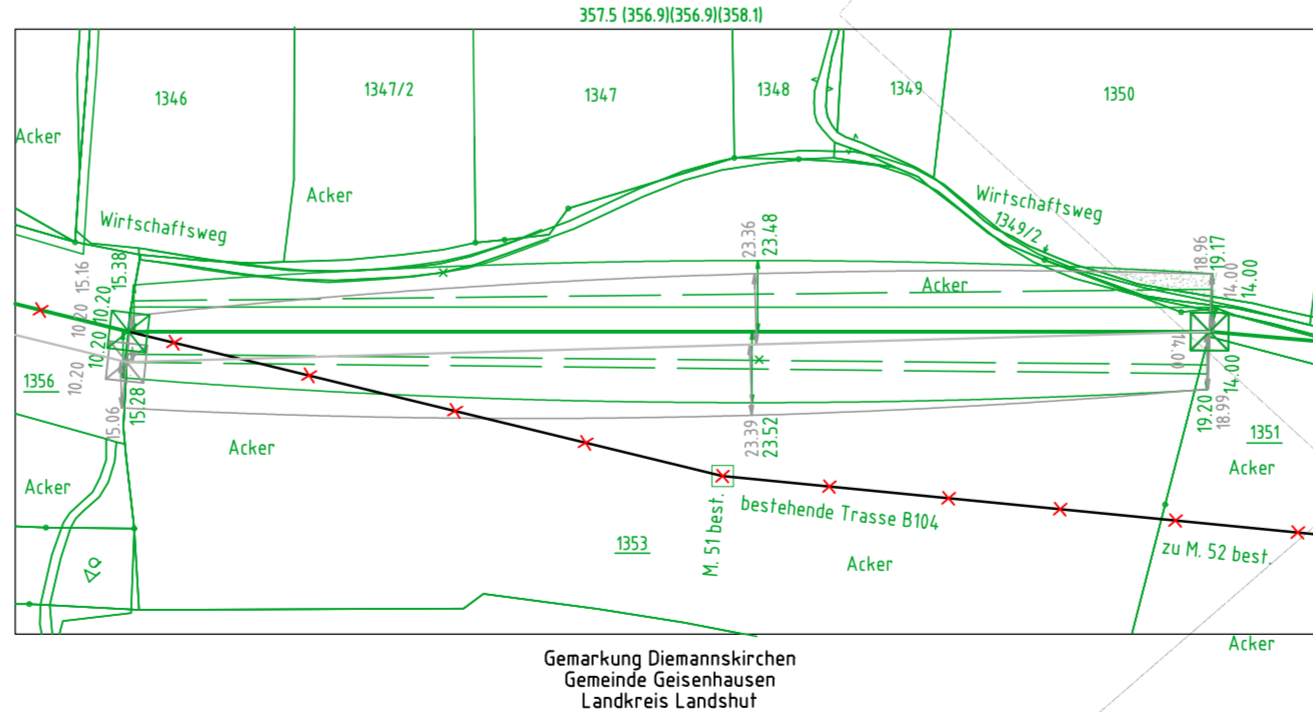 357.5 (356.9)(356.9)(358.1)
1346
1347/2
1347
1348
1349
1350
Acker
Acker
Wirtschaftsweg
Wirtschaftsweg
1349/2
23.36
23.48
18.96
19.17
14.00
14.00
15.16
15.38
10.20
10.20
Acker
10.20
10.20
14.00
14.00
1356
15.06
15.28
23.39
23.52
19.20
18.99
1351
Acker
Acker
Acker
M. 51 best.
bestehende Trasse B104
1353
Acker
zu M. 52 best.
Acker
Gemarkung Diemannskirchen
Gemeinde Geisenhausen
Landkreis Landshut